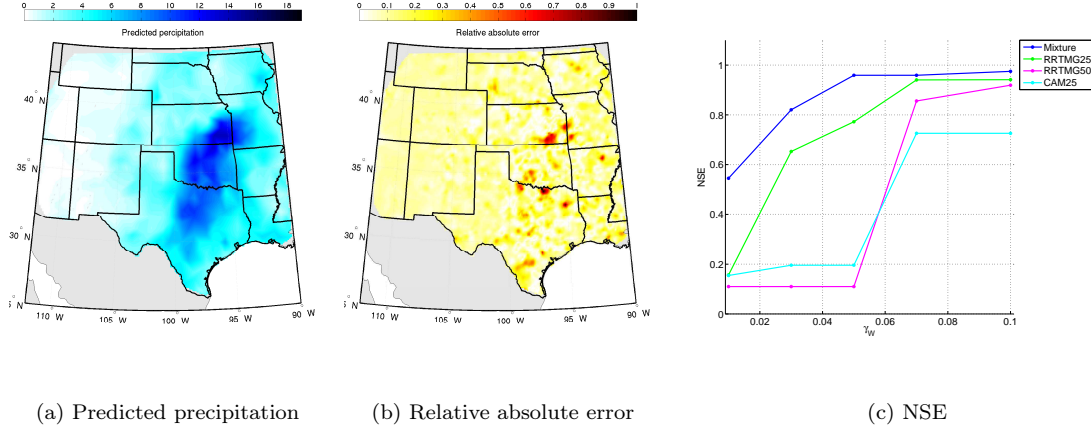 0 2 4 6 8 10 12 14 16 18
Predicted percipitation
40° N
35° N
30° N
5° N
110° W
105° W
100° W
95° W
90° W
0 0.1 0.2 0.3 0.4 0.5 0.6 0.7 0.8 0.9 1
Relative absolute error
40° N
35° N
30° N
5° N
110° W
105° W
100° W
95° W
90° W
Mixture
RRTMG25
RRTMG50
CAM25
NSE
1
0.8
0.6
0.4
0.2
0
0.02 0.04 0.06 0.08 0.1
γW
(a) Predicted precipitation
(b) Relative absolute error
(c) NSE